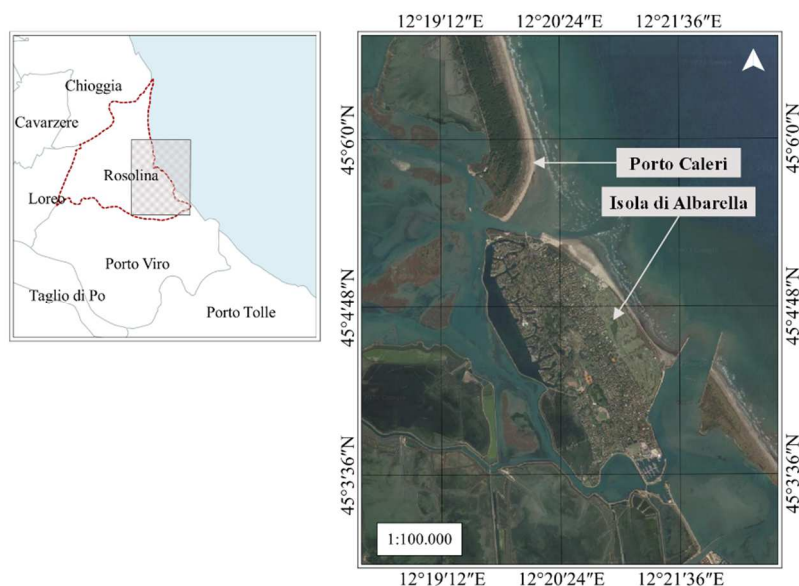 Chioggia
Cavarzere
Rosolina
Loreo
Porto Viro
Taglio di Po
Porto Tolle
12°19′12″E 12°20′24″E 12°21′36″E
45°6′0″N
45°4′48″N
45°3′36″N
Porto Caleri
Isola di Albarella
45°6′0″N
45°4′48″N
45°3′36″N
1:100.000
12°19′12″E 12°20′24″E 12°21′36″E